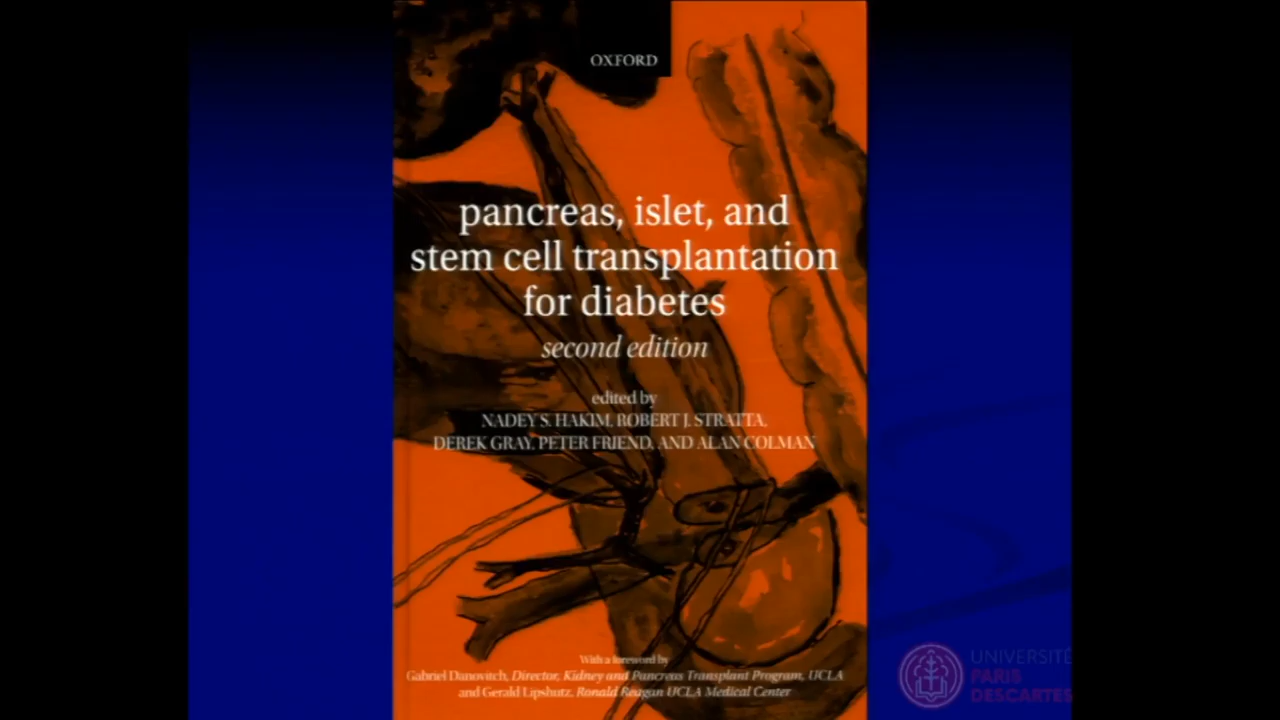 OXFORD
pancreas, islet, and
stem cell transplantation
for diabetes
second edition
edited by
NADEY S. HAKIM, ROBERT J. STRATTA,
DEREK GRAY, PETER FRIEND, AND ALAN COLMAN
With a foreword by
Gabriel Danovitch, Director, Kidney and Pancreas Transplant Program, UCLA
and Gerald Lipshutz, Ronald Reagan UCLA Medical Center
UNIVERSITÉ
PARIS
DESCARTES